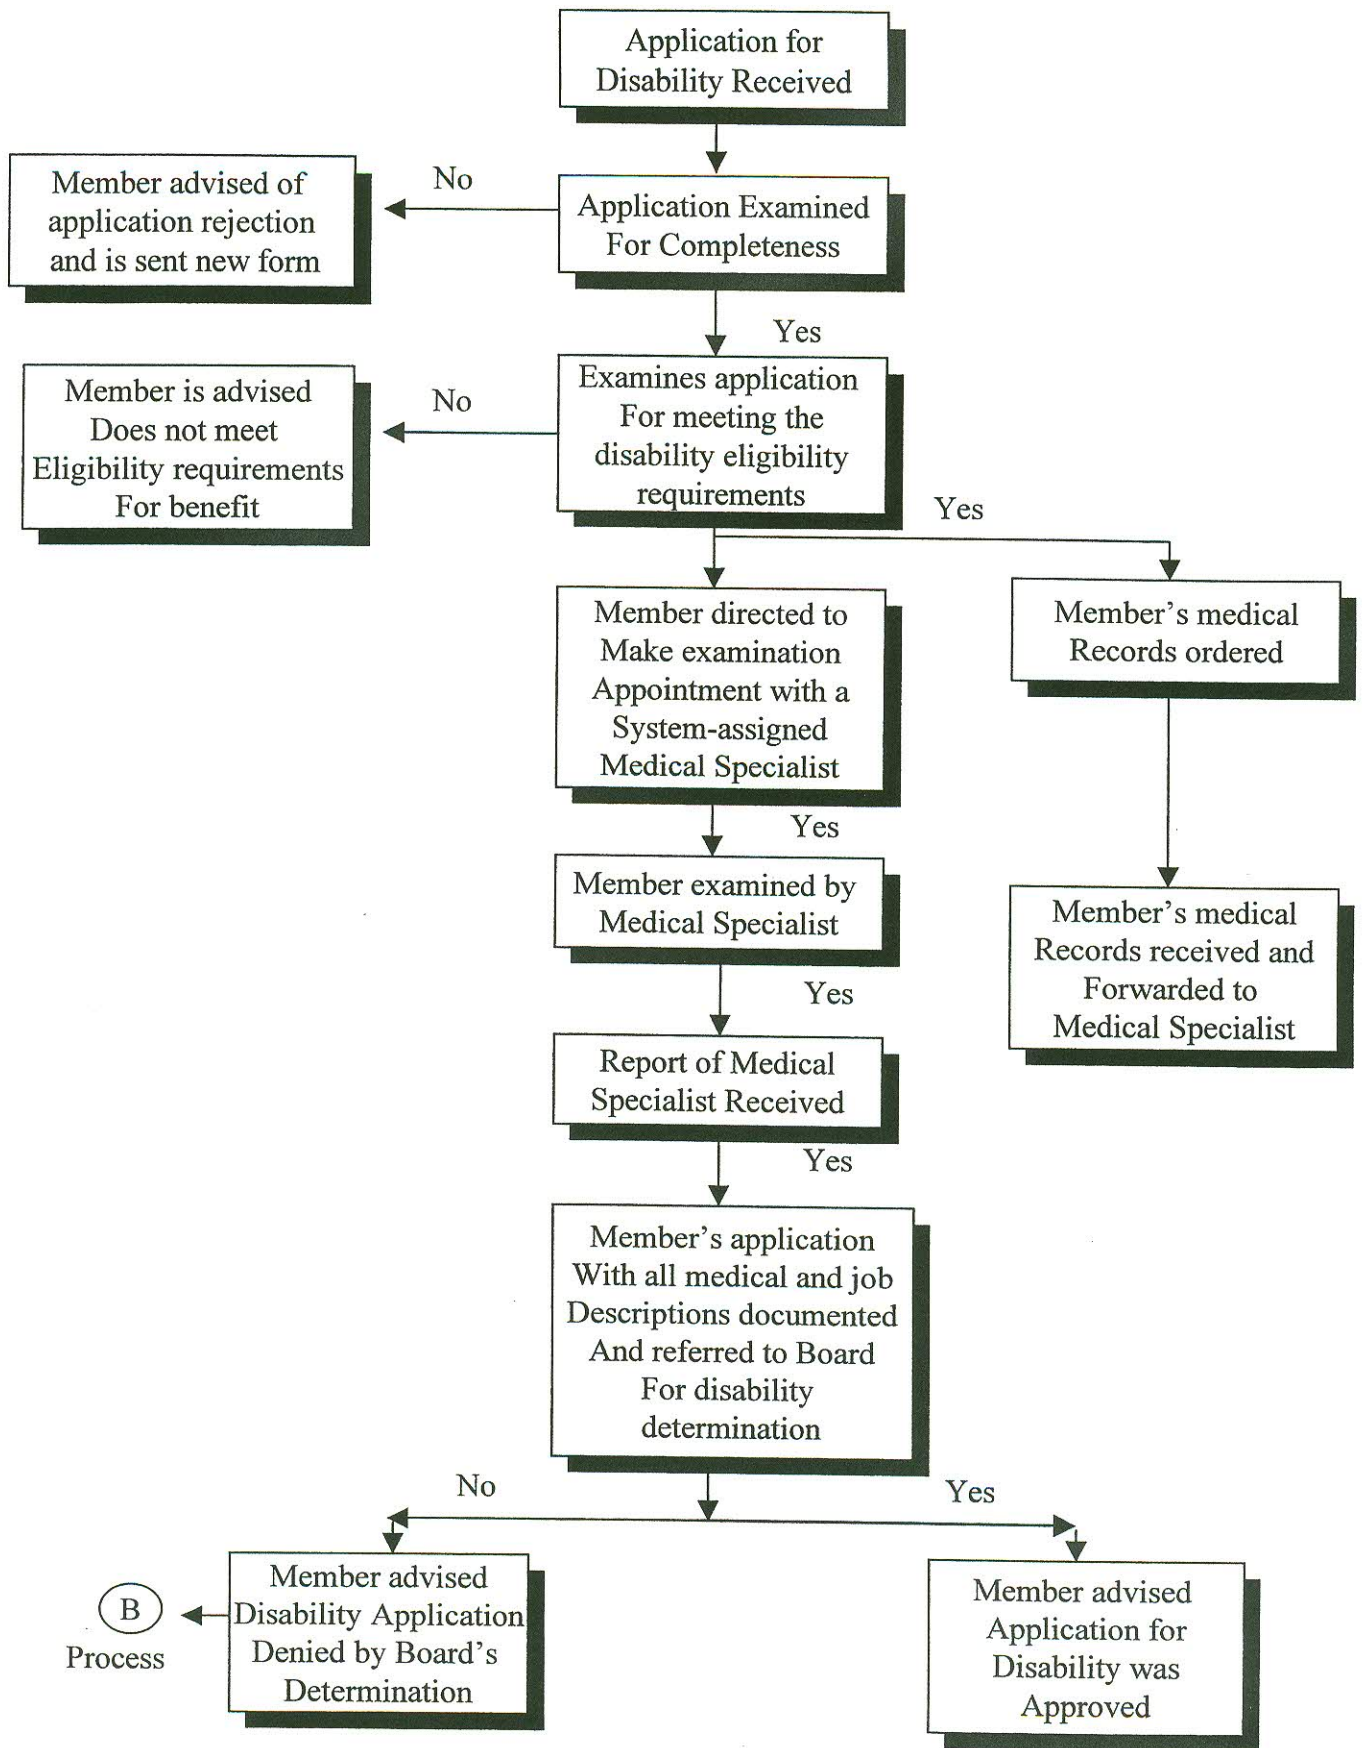 Application for
Disability Received
No
Member advised of
application rejection
and is sent new form
Application Examined
For Completeness
Yes
Member is advised
Does not meet
Eligibility requirements
For benefit
No
Examines application
For meeting the
disability eligibility
requirements
Yes
Member directed to
Make examination
Appointment with a
System-assigned
Medical Specialist
Member's medical
Records ordered
Yes
Member examined by
Medical Specialist
Member's medical
Records received and
Forwarded to
Medical Specialist
Yes
Report of Medical
Specialist Received
Yes
Member's application
With all medical and job
Descriptions documented
And referred to Board
For disability
determination
No
Yes
B
Process
Member advised
Disability Application
Denied by Board's
Determination
Member advised
Application for
Disability was
Approved